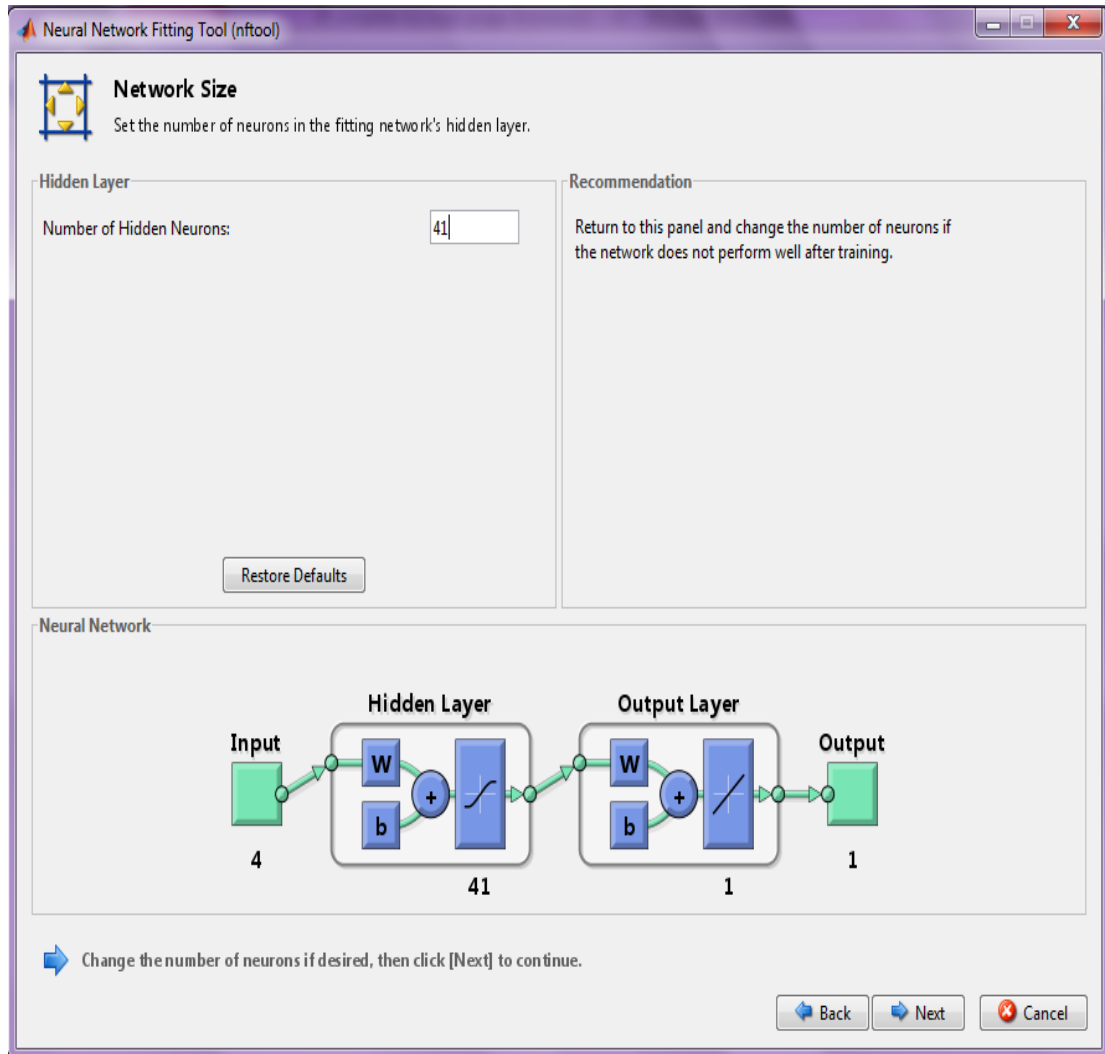 Neural Network Fitting Tool (nftool)
X
Network Size
Set the number of neurons in the fitting network's hidden layer.
Hidden Layer
Number of Hidden Neurons:
41
Restore Defaults
Recommendation
Return to this panel and change the number of neurons if
the network does not perform well after training.
Neural Network
Hidden Layer
Output Layer
Input
Output
W
b
+
W
b
+
4
41
1
1
Change the number of neurons if desired, then click [Next] to continue.
Back
Next
Cancel